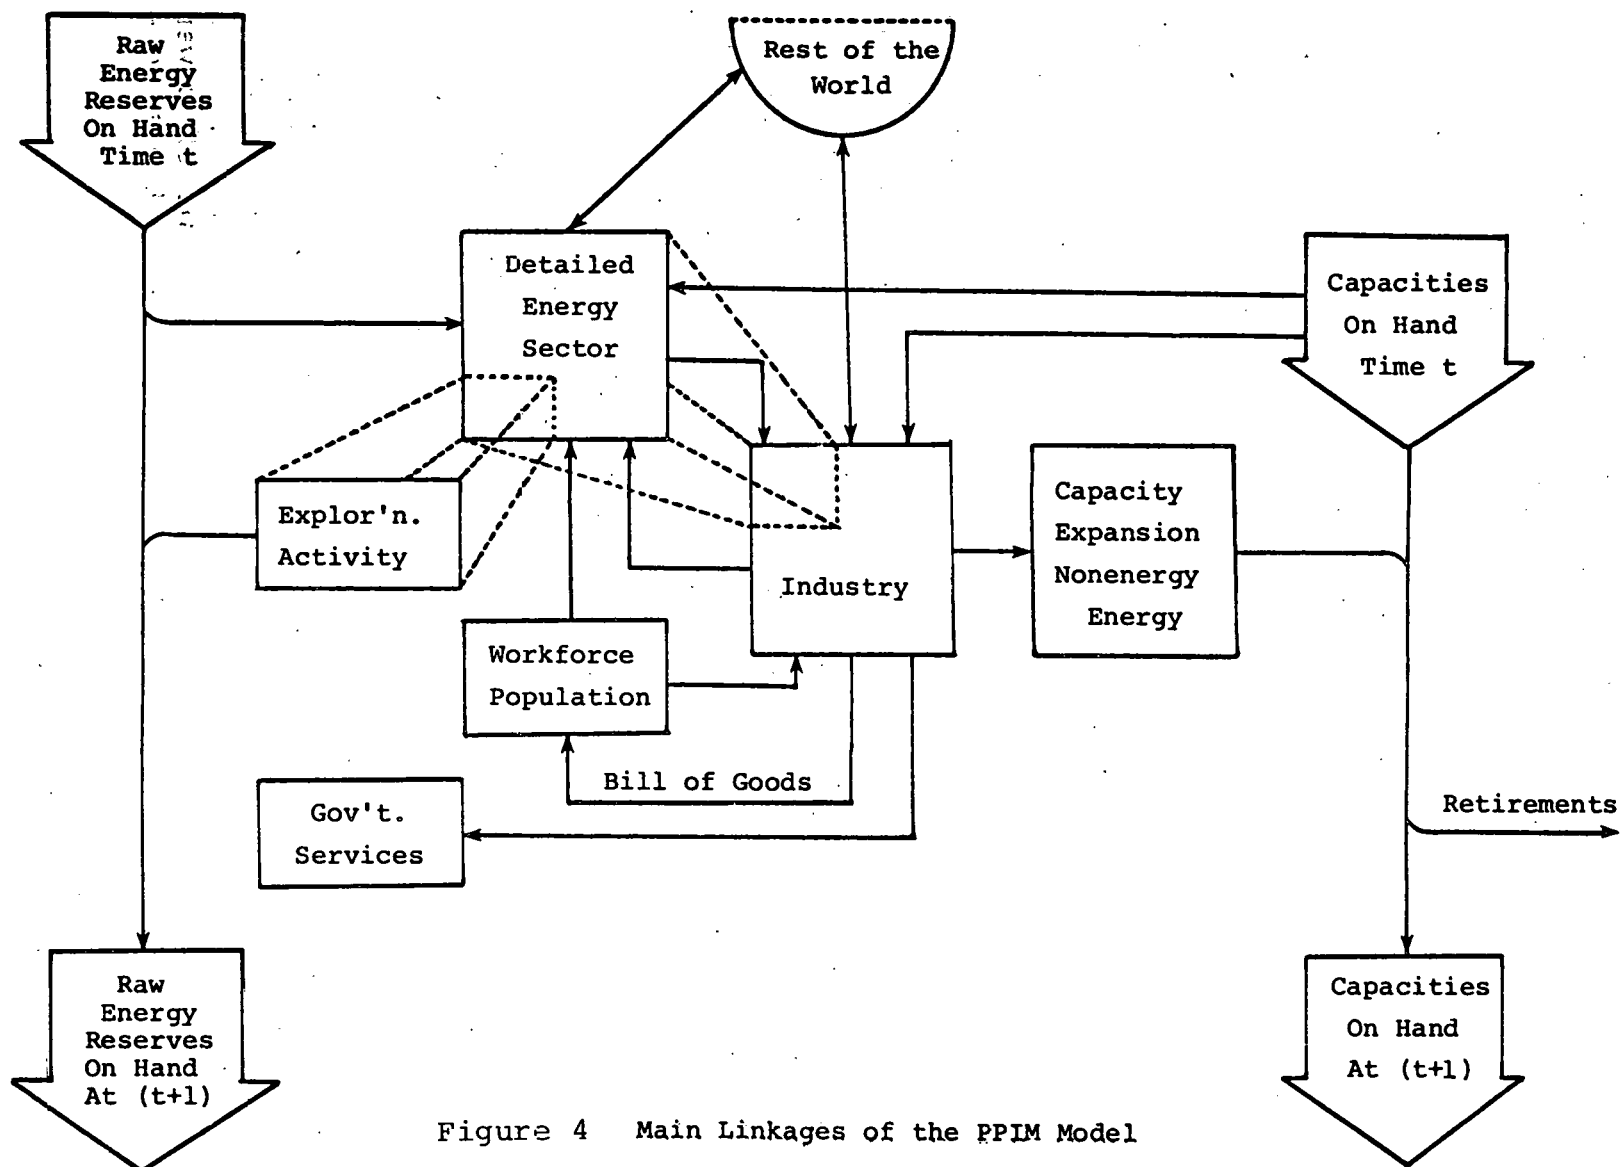 Raw
Energy
Reserves
On Hand
Time t
Rest of the
World
Detailed
Energy
Sector
Capacities
On Hand
Time t
Explor'n.
Activity
Industry
Capacity
Expansion
Nonenergy
Energy
Workforce
Population
Bill of Goods
Gov't.
Services
Retirements
Raw
Energy
Reserves
On Hand
At (t+1)
Capacities
On Hand
At (t+1)
Figure 4 Main Linkages of the PPIM Model